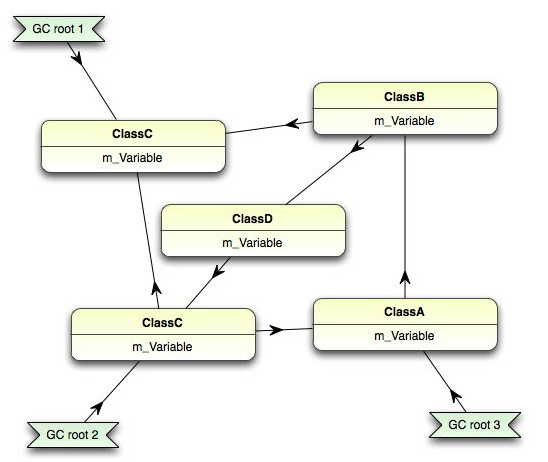 GC root 1
ClassB
m_Variable
ClassC
m_Variable
ClassD
m_Variable
ClassC
m_Variable
ClassA
m_Variable
GC root 2
GC root 3